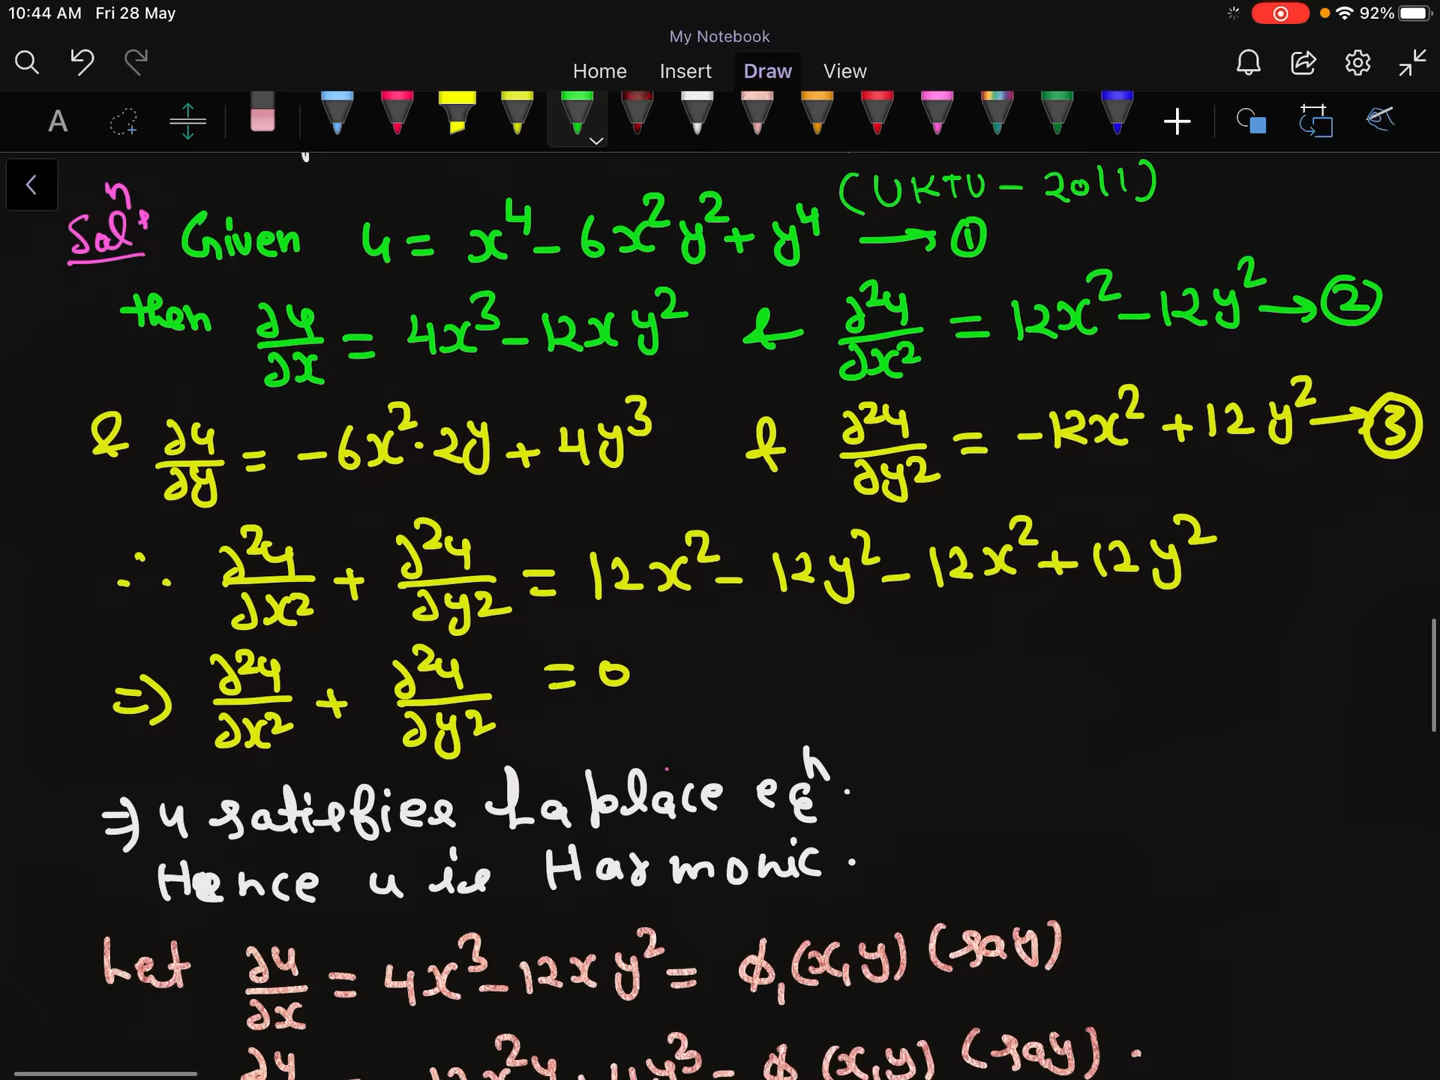 10:44 AM Fri 28 May
92%
My Notebook
Home Insert Draw View
A
(UKTU - 2011)
Solⁿ: Given u = x⁴ - 6x²y² + y⁴ → ①
then ∂u/∂x = 4x³ - 12xy² & ∂²u/∂x² = 12x² - 12y² → ②
& ∂u/∂y = -6x²·2y + 4y³ & ∂²u/∂y² = -12x² + 12y² → ③
∴ ∂²u/∂x² + ∂²u/∂y² = 12x² - 12y² - 12x² + 12y²
⇒ ∂²u/∂x² + ∂²u/∂y² = 0
⇒ u satisfies Laplace eqⁿ.
Hence u is Harmonic.
Let ∂u/∂x = 4x³ - 12xy² = φ₁(x,y) (say)
(x,y) (say).